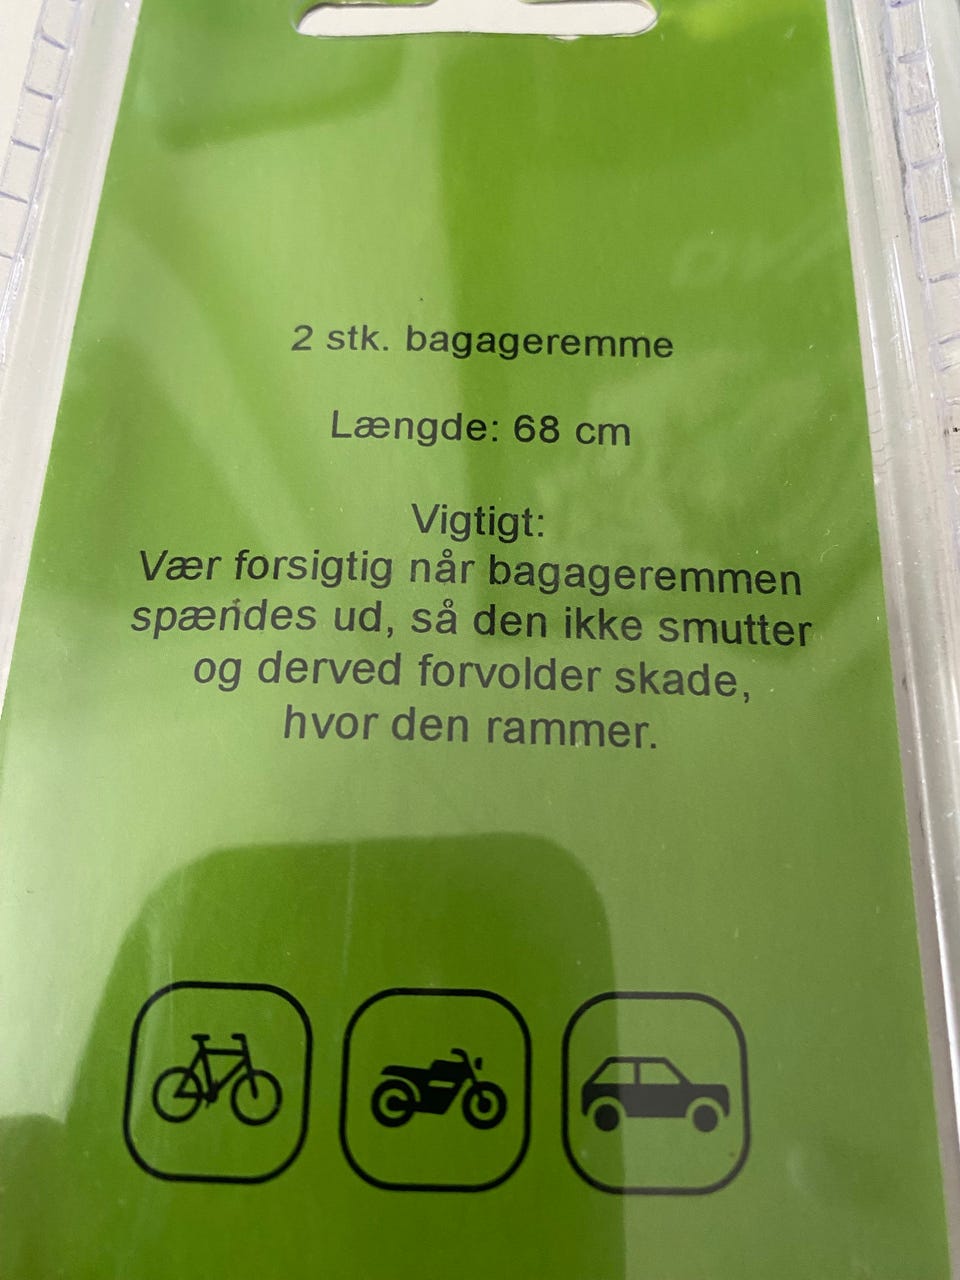 2 stk. bagageremme
Længde: 68 cm
Vigtigt:
Vær forsigtig når bagageremmen
spændes ud, så den ikke smutter
og derved forvolder skade,
hvor den rammer.